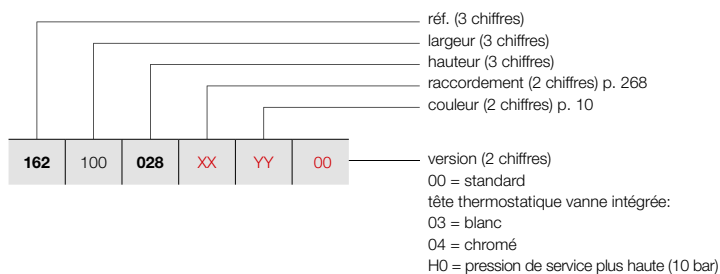 réf. (3 chiffres)
largeur (3 chiffres)
hauteur (3 chiffres)
raccordement (2 chiffres) p. 268
couleur (2 chiffres) p. 10
162 100 028 XX YY 00
version (2 chiffres)
00 = standard
tête thermostatique vanne intégrée:
03 = blanc
04 = chromé
H0 = pression de service plus haute (10 bar)